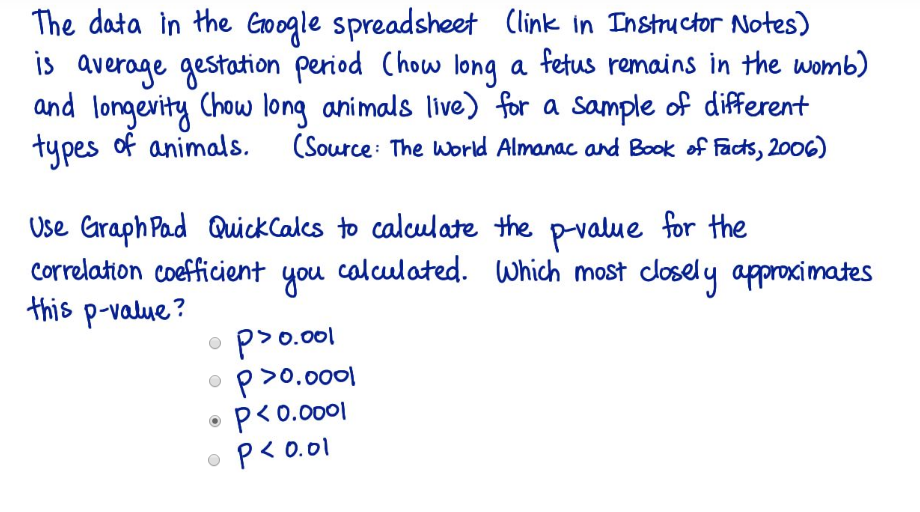 The data in the Google spreadsheet (link in Instructor Notes)
is average gestation period (how long a fetus remains in the womb)
and longevity (how long animals live) for a sample of different
types of animals. (Source: The World Almanac and Book of Facts, 2006)
Use GraphPad QuickCalcs to calculate the p-value for the
correlation coefficient you calculated. Which most closely approximates
this p-value?
p > 0.001
p > 0.0001
p < 0.0001
p < 0.01